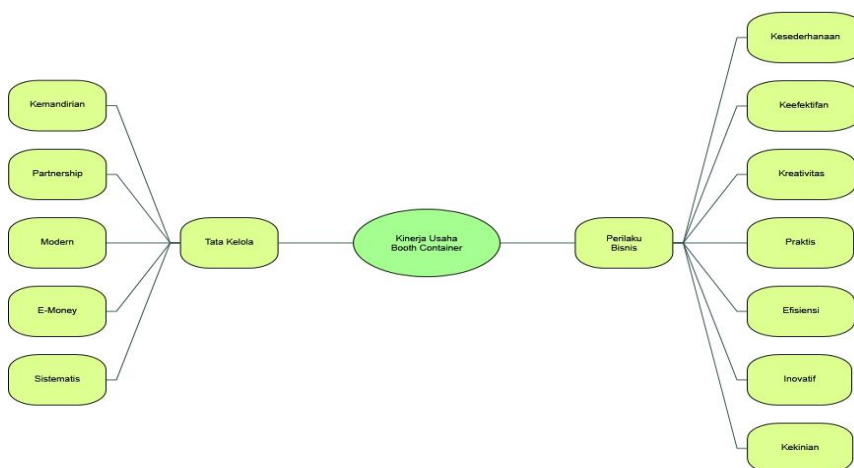 Kemandirian
Partnership
Modern
E-Money
Sistematis
Tata Kelola
Kinerja Usaha
Booth Container
Perilaku
Bisnis
Kesederhanaan
Keefektifan
Kreativitas
Praktis
Efisiensi
Inovatif
Kekinian